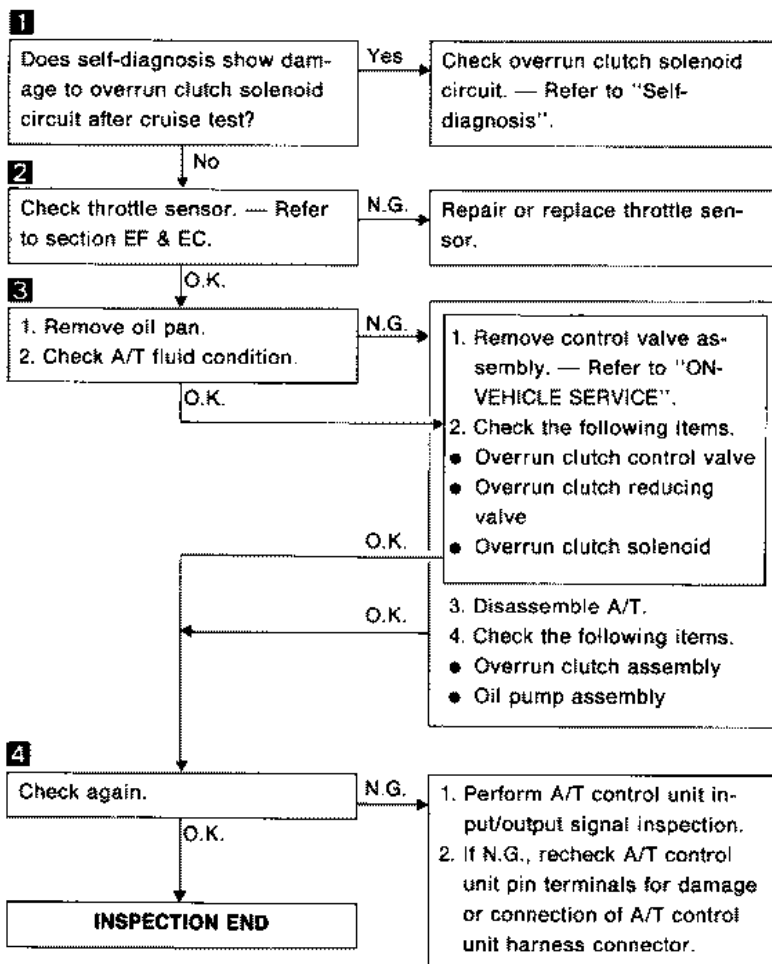 1
Does self-diagnosis show dam-
age to overrun clutch solenoid
circuit after cruise test?
Yes
Check overrun clutch solenoid
circuit. — Refer to "Self-
diagnosis".
No
2
Check throttle sensor. — Refer
to section EF & EC.
N.G.
Repair or replace throttle sen-
sor.
O.K.
3
1. Remove oil pan.
2. Check A/T fluid condition.
N.G.
O.K.
1. Remove control valve as-
sembly. — Refer to "ON-
VEHICLE SERVICE".
2. Check the following items.
● Overrun clutch control valve
● Overrun clutch reducing
valve
● Overrun clutch solenoid
O.K.
3. Disassemble A/T.
4. Check the following items.
● Overrun clutch assembly
● Oil pump assembly
O.K.
4
Check again.
N.G.
1. Perform A/T control unit in-
put/output signal inspection.
2. If N.G., recheck A/T control
unit pin terminals for damage
or connection of A/T control
unit harness connector.
O.K.
INSPECTION END